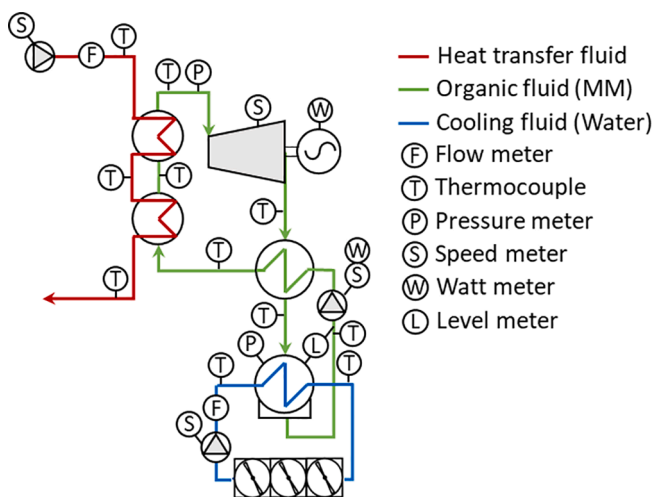 S
T
F
T P
S W
T T
T
T W
S
T
T
T
P L
T T
F
S
Heat transfer fluid
Organic fluid (MM)
Cooling fluid (Water)
F Flow meter
T Thermocouple
P Pressure meter
S Speed meter
W Watt meter
L Level meter